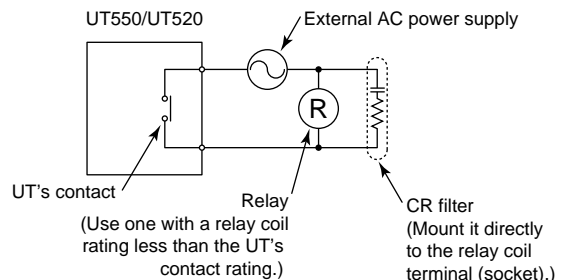 UT550/UT520
External AC power supply
R
UT's contact
Relay
(Use one with a relay coil
rating less than the UT's
contact rating.)
CR filter
(Mount it directly
to the relay coil
terminal (socket).)